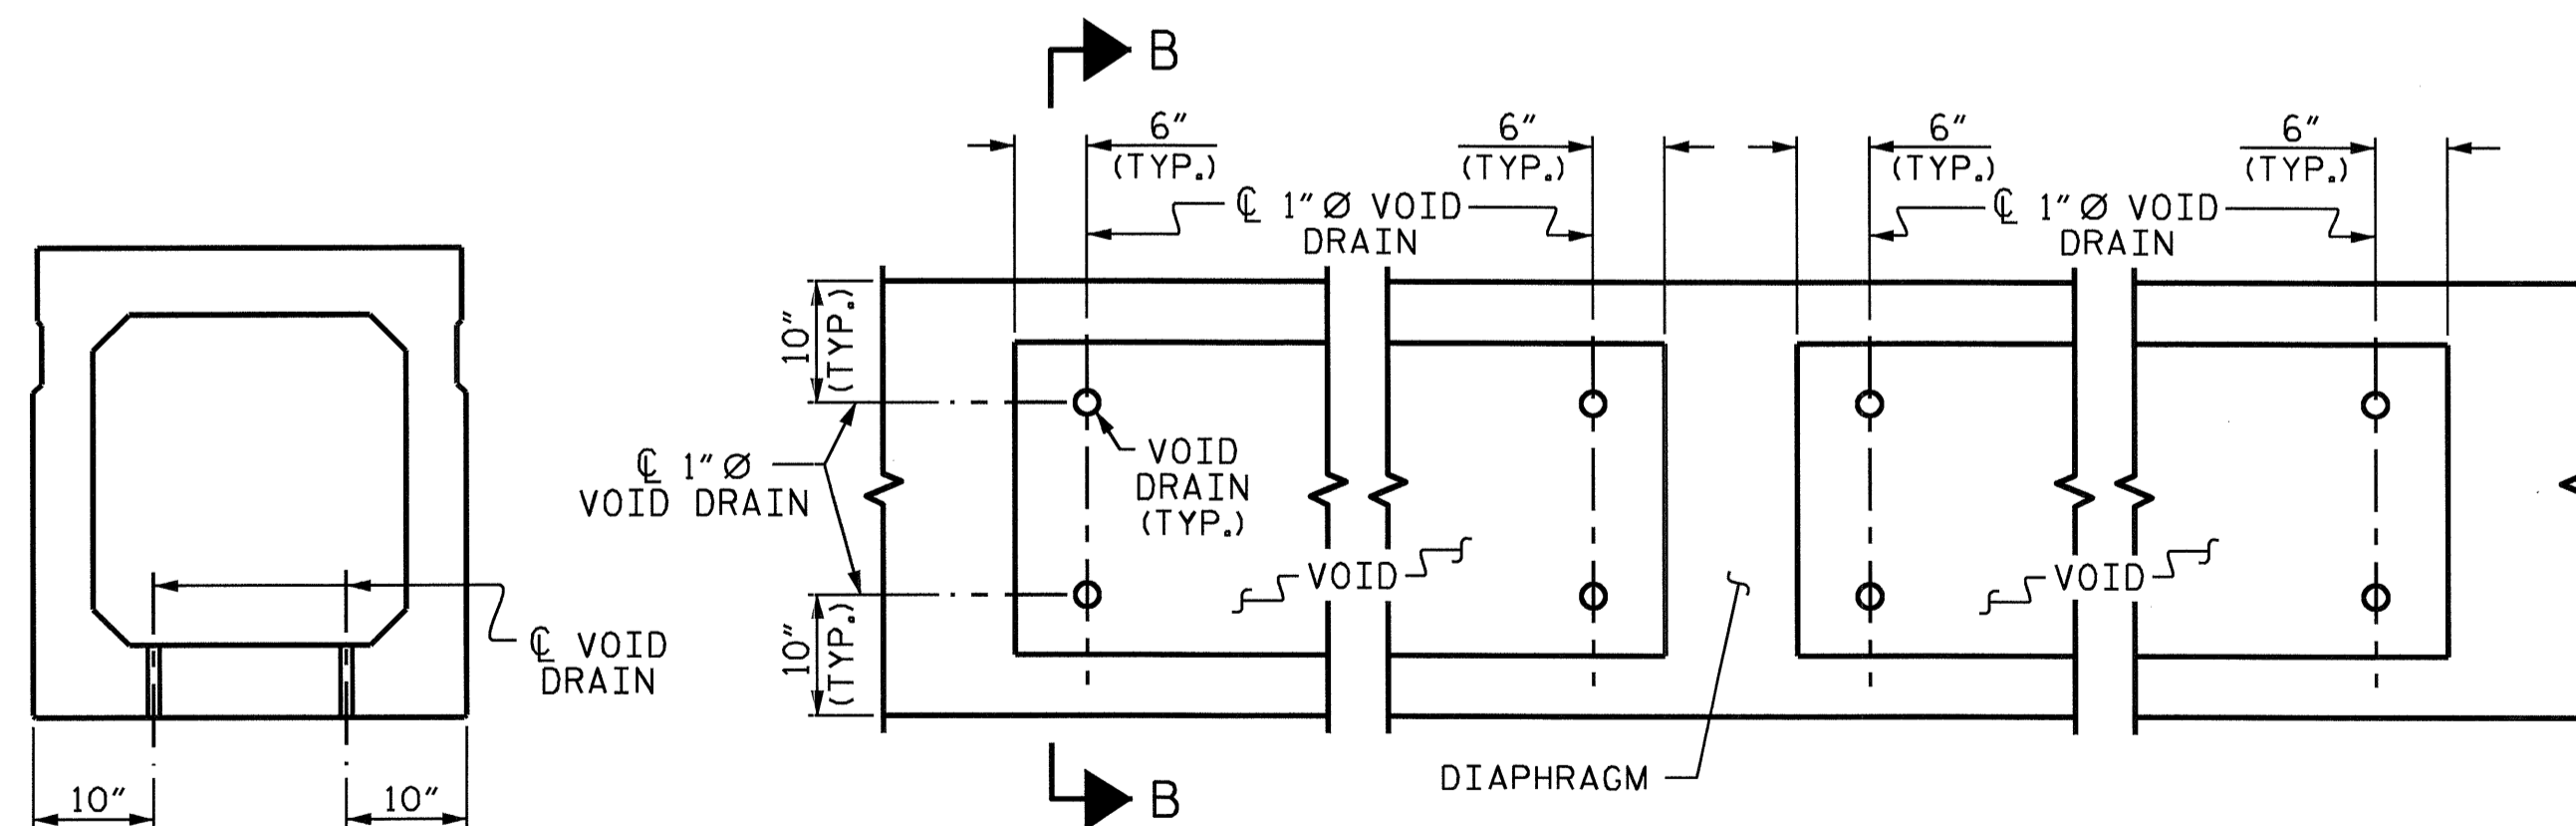 B
6"
(TYP.)
6"
(TYP.)
6"
(TYP.)
6"
(TYP.)
℄ 1"Ø VOID
DRAIN
℄ 1"Ø VOID
DRAIN
10"
(TYP.)
℄ 1"Ø
VOID DRAIN
VOID
DRAIN
(TYP.)
VOID
VOID
10"
(TYP.)
℄ VOID
DRAIN
DIAPHRAGM
10"
10"
B